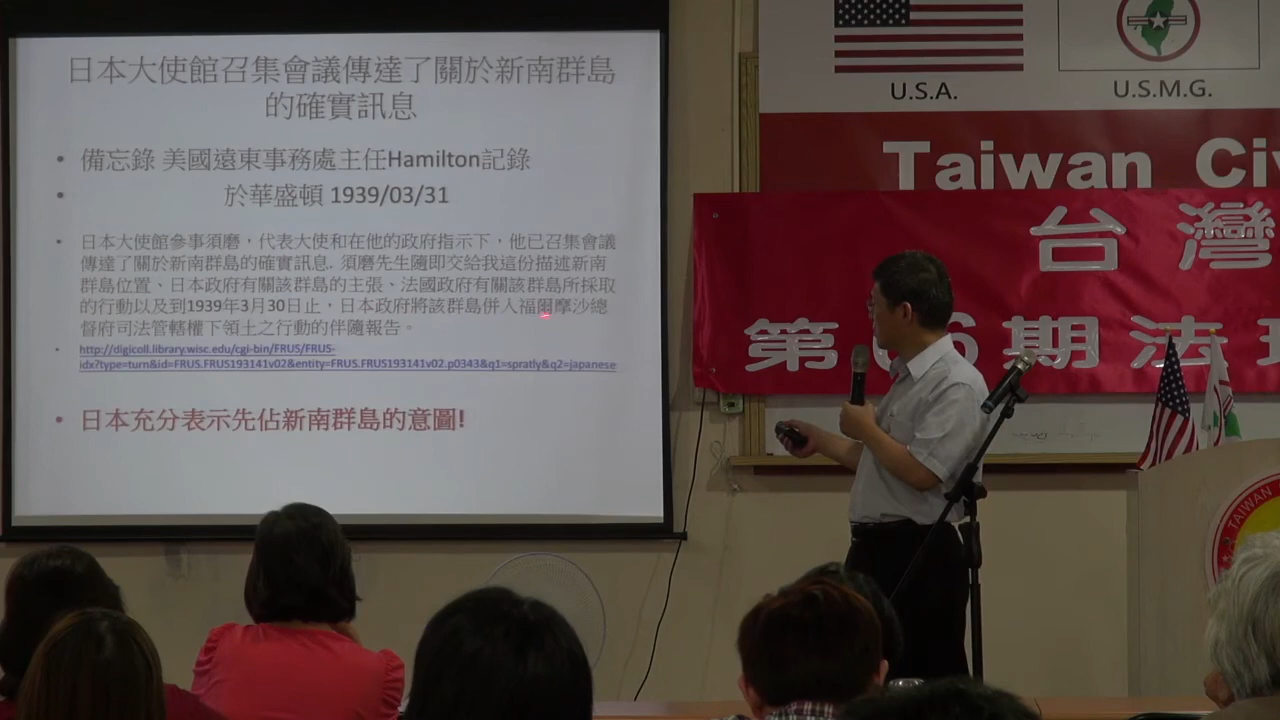 日本大使館召集會議傳達了關於新南群島
的確實訊息
• 備忘錄 美國遠東事務處主任Hamilton記錄
• 於華盛頓 1939/03/31
• 日本大使館參事須磨，代表大使和在他的政府指示下，他已召集會議
傳達了關於新南群島的確實訊息. 須磨先生隨即交給我這份描述新南
群島位置、日本政府有關該群島的主張、法國政府有關該群島所採取
的行動以及到1939年3月30日止，日本政府將該群島併入福爾摩沙總
督府司法管轄權下領土之行動的伴隨報告。
• http://digicoll.library.wisc.edu/cgi-bin/FRUS/FRUS-
idx?type=turn&id=FRUS.FRUS193141v02&entity=FRUS.FRUS193141v02.p0343&q1=spratly&q2=japanese
• 日本充分表示先佔新南群島的意圖!
U.S.A.
U.S.M.G.
Taiwan Civ
台灣
第 6期法理
TAIWAN